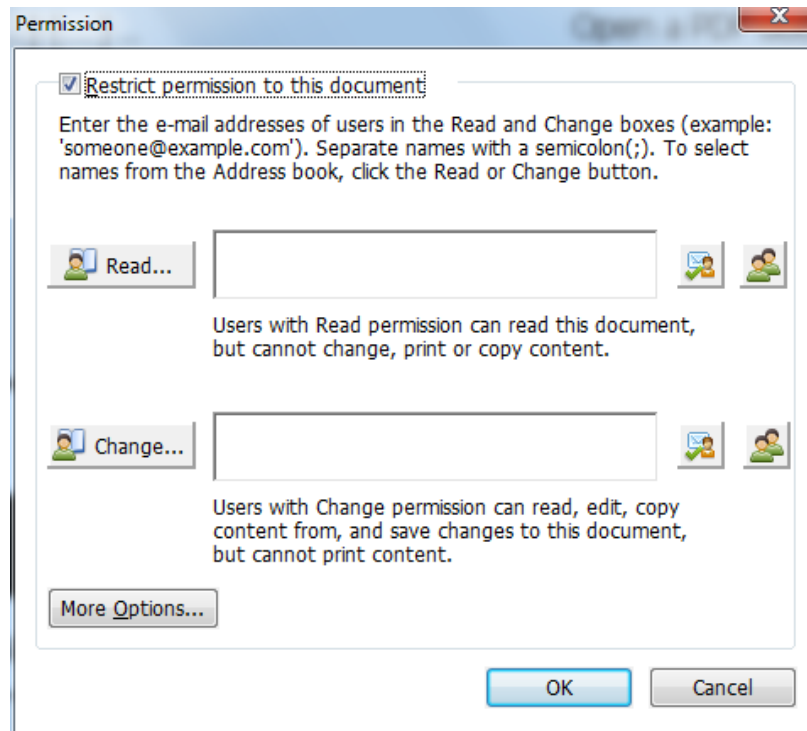 Permission
Open a PDF
Restrict permission to this document
Enter the e-mail addresses of users in the Read and Change boxes (example:
'someone@example.com'). Separate names with a semicolon(;). To select
names from the Address book, click the Read or Change button.
Read...
Users with Read permission can read this document,
but cannot change, print or copy content.
Change...
Users with Change permission can read, edit, copy
content from, and save changes to this document,
but cannot print content.
More Options...
OK
Cancel